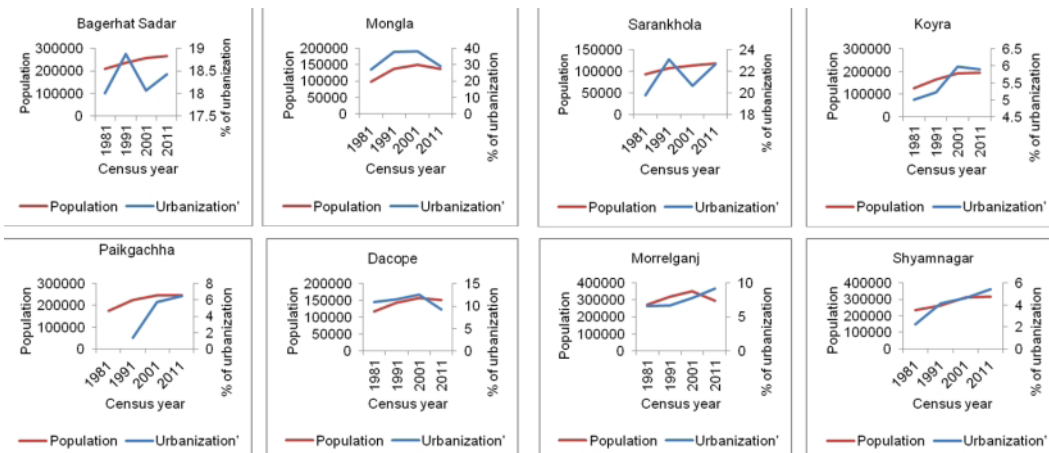 Bagerhat Sadar
Population
300000
200000
100000
0
19
18.5
18
17.5
% of urbanization
1981
1991
2001
2011
Census year
Population Urbanization'
Mongla
Population
200000
150000
100000
50000
0
40
30
20
10
0
% of urbanization
1981
1991
2001
2011
Census year
Population Urbanization'
Sarankhola
Population
150000
100000
50000
0
24
22
20
18
% of urbanization
1981
1991
2001
2011
Census year
Population Urbanization'
Koyra
Population
300000
200000
100000
0
6.5
6
5.5
5
4.5
% of urbanization
1981
1991
2001
2011
Census year
Population Urbanization'
Paikgachha
Population
300000
200000
100000
0
8
6
4
2
0
% of urbanization
1981
1991
2001
2011
Census year
Population Urbanization'
Dacope
Population
200000
150000
100000
50000
0
15
10
5
0
% of urbanization
1981
1991
2001
2011
Census year
Population Urbanization'
Morrelganj
Population
400000
300000
200000
100000
0
10
5
0
% of urbanization
1981
1991
2001
2011
Census year
Population Urbanization'
Shyamnagar
Population
400000
300000
200000
100000
0
6
4
2
0
% of urbanization
1981
1991
2001
2011
Census year
Population Urbanization'